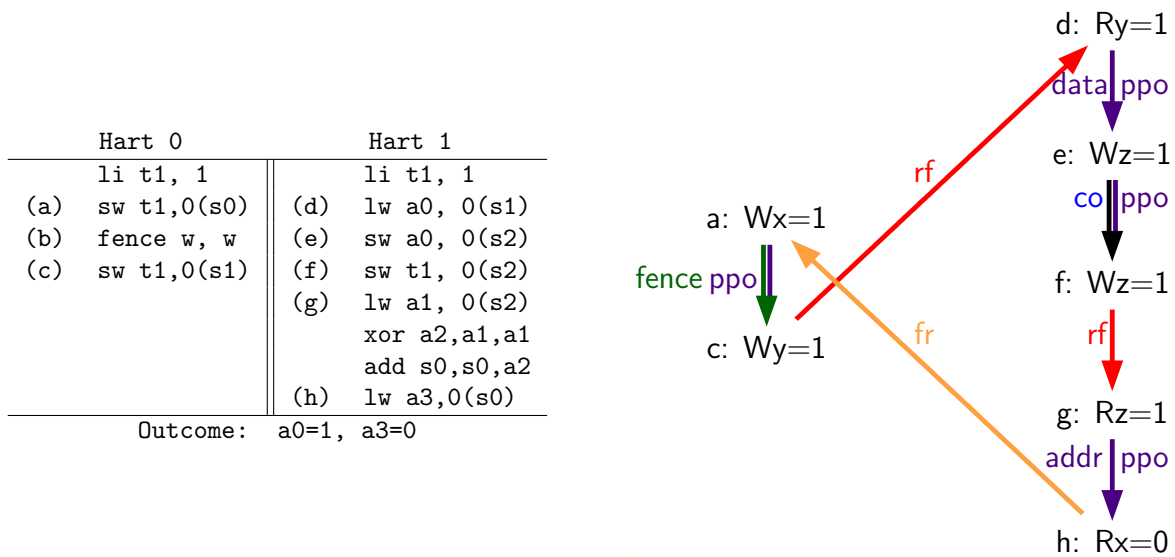 Hart 0 Hart 1
li t1, 1 li t1, 1
(a) sw t1,0(s0) (d) lw a0, 0(s1)
(b) fence w, w (e) sw a0, 0(s2)
(c) sw t1,0(s1) (f) sw t1, 0(s2)
(g) lw a1, 0(s2)
xor a2,a1,a1
add s0,s0,a2
(h) lw a3,0(s0)
Outcome: a0=1, a3=0
d: Ry=1
data ppo
e: Wz=1
rf
co ppo
a: Wx=1
fence ppo
f: Wz=1
fr
rf
c: Wy=1
g: Rz=1
addr ppo
h: Rx=0